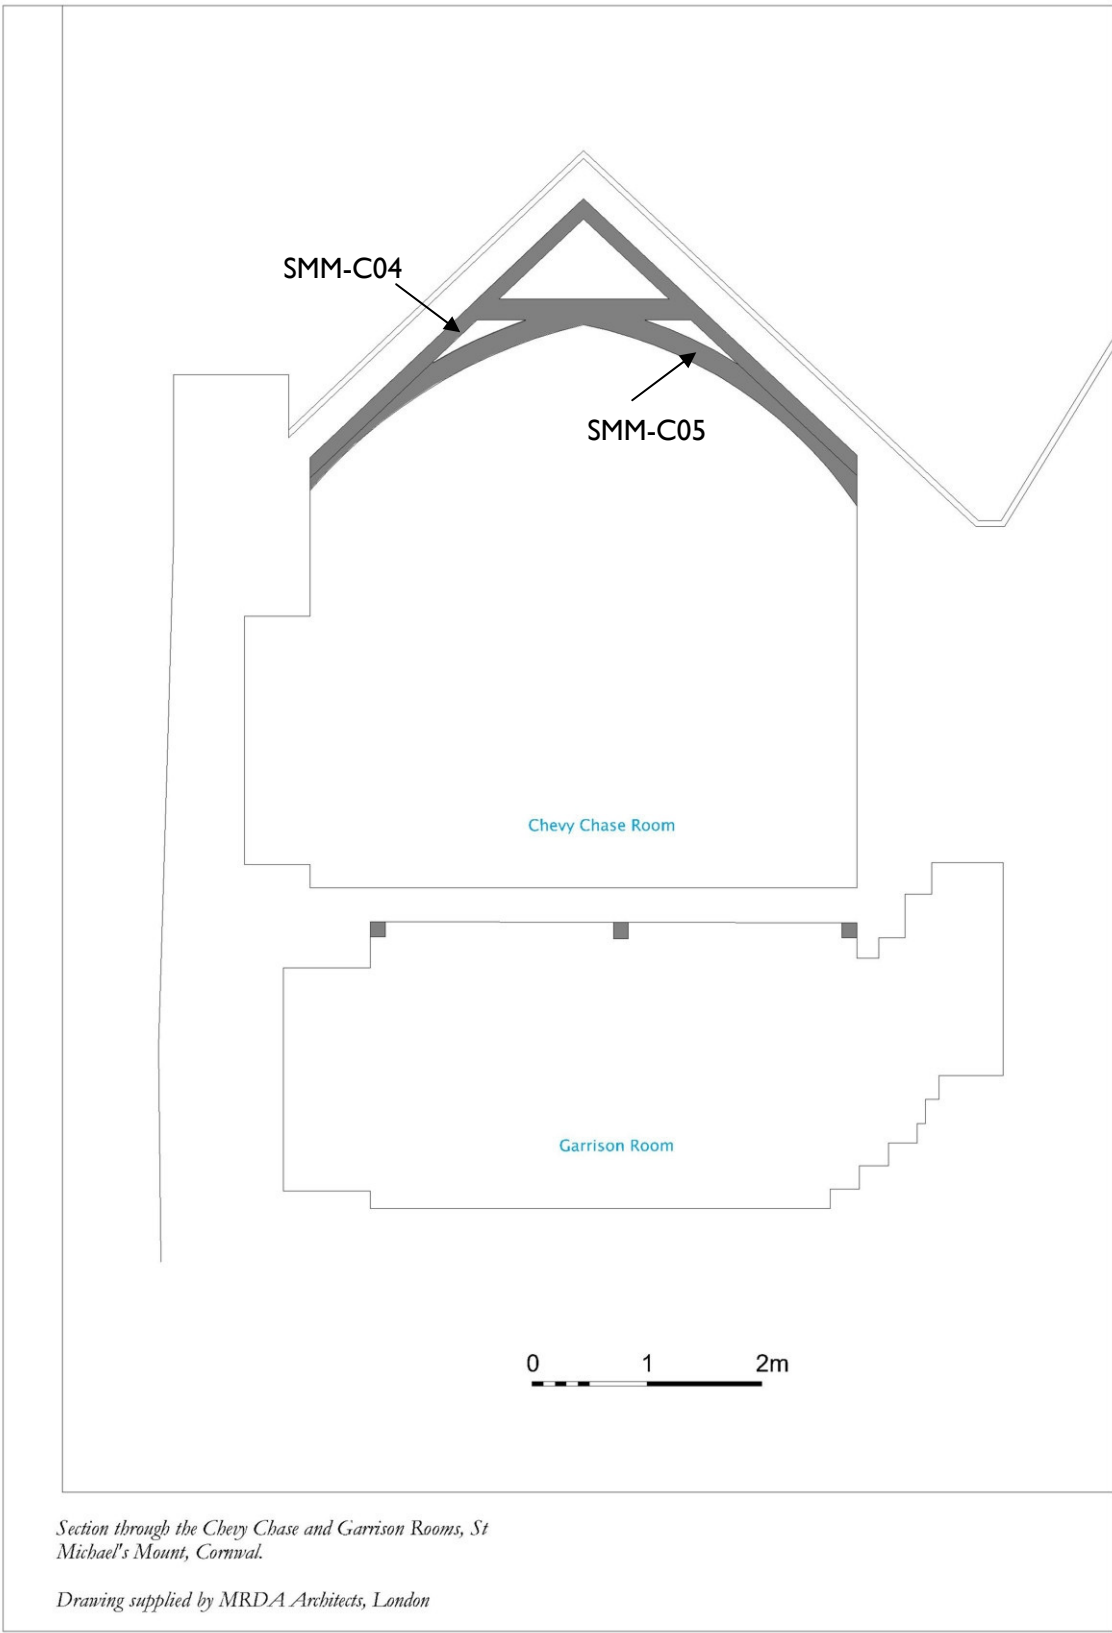 SMM-C04
SMM-C05
Chevy Chase Room
Garrison Room
0 1 2m
Section through the Chevy Chase and Garrison Rooms, St
Michael's Mount, Cornwal.
Drawing supplied by MRDA Architects, London